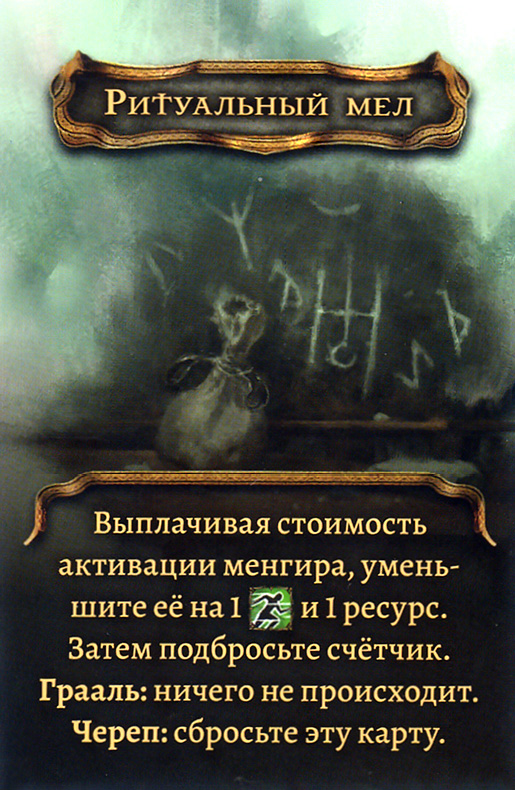 Ритуальный мел
Выплачивая стоимость
активации менгира, умень-
шите её на 1 и 1 ресурс.
Затем подбросьте счётчик.
Грааль: ничего не происходит.
Череп: сбросьте эту карту.